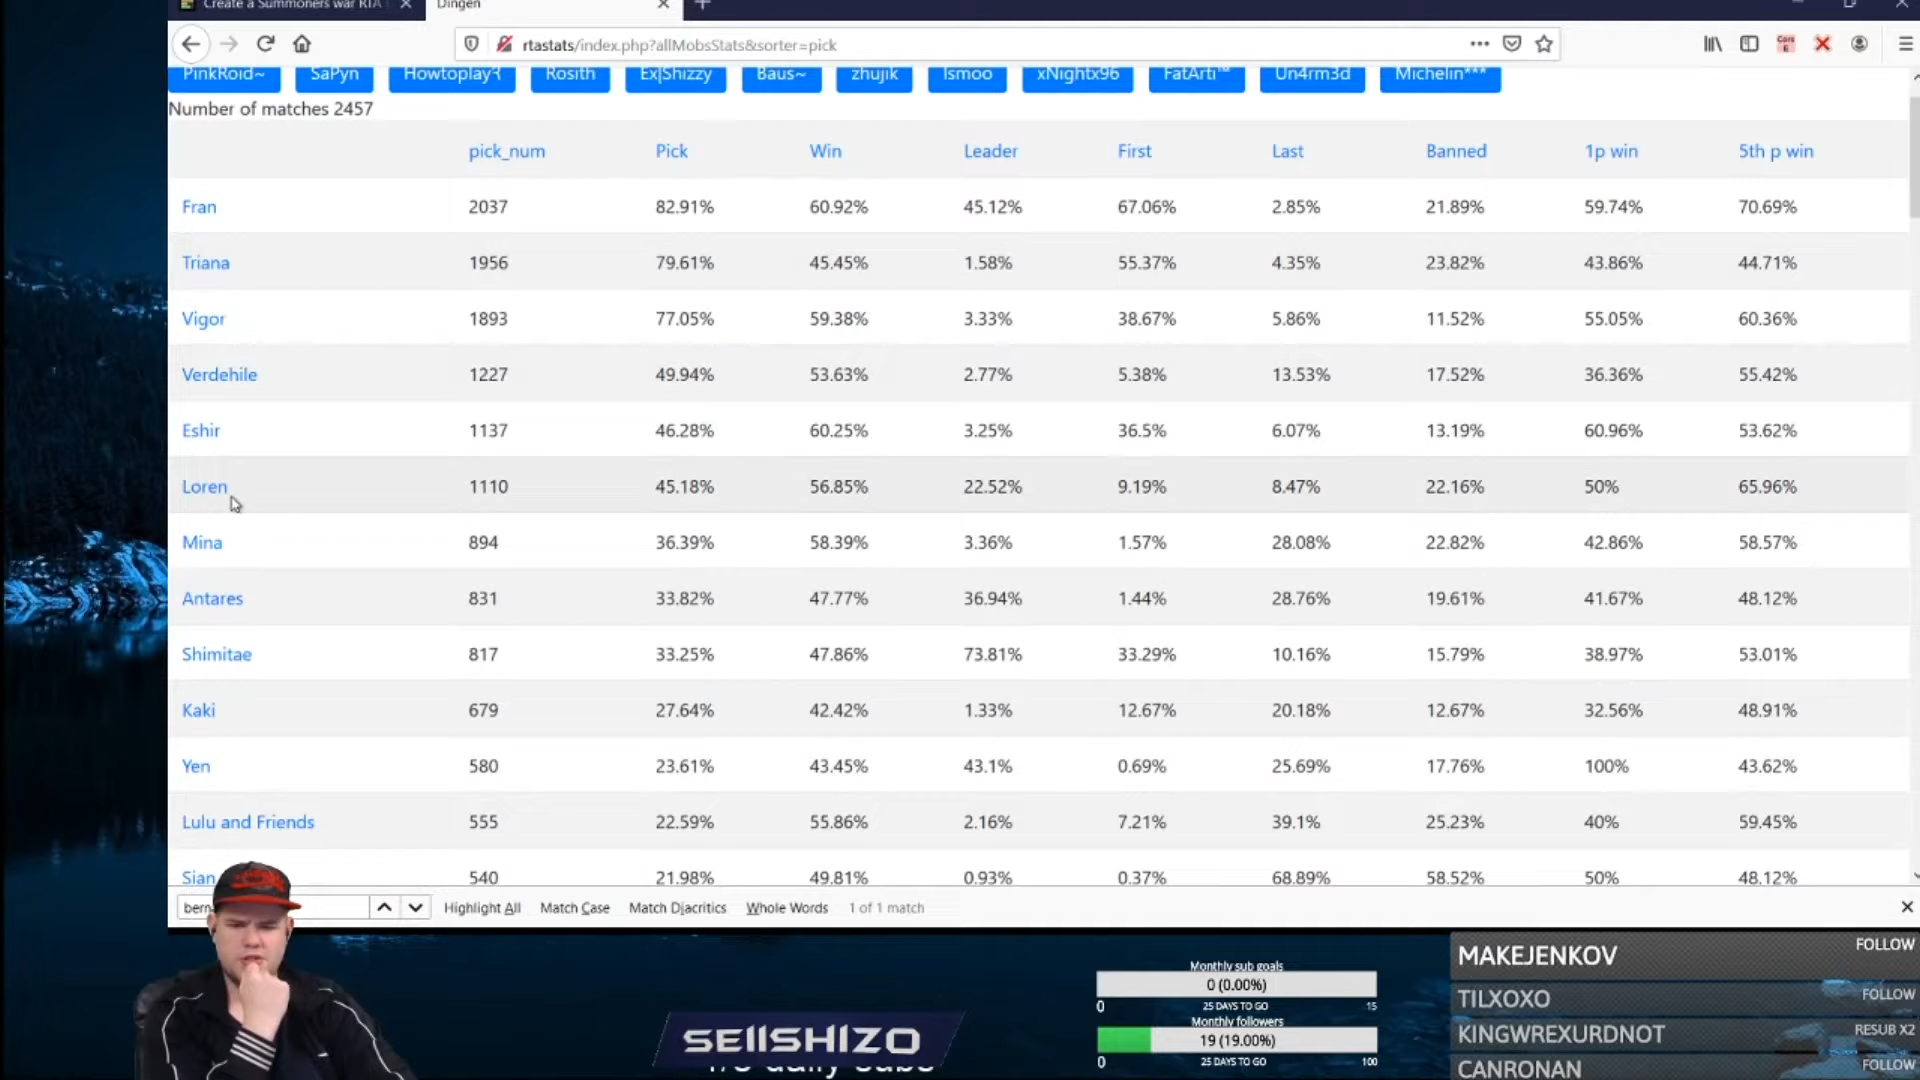 Create a Summoners war RTA
Dingen
rtastats/index.php?allMobsStats&sorter=pick
PinkRoid~ SaPyn Howtoplay Rosith Ex|Shizzy Baus~ zhujik Ismoo xNightx96 FatArti™ Un4rm3d Michelin***
Number of matches 2457
pick_num Pick Win Leader First Last Banned 1p win 5th p win
Fran 2037 82.91% 60.92% 45.12% 67.06% 2.85% 21.89% 59.74% 70.69%
Triana 1956 79.61% 45.45% 1.58% 55.37% 4.35% 23.82% 43.86% 44.71%
Vigor 1893 77.05% 59.38% 3.33% 38.67% 5.86% 11.52% 55.05% 60.36%
Verdehile 1227 49.94% 53.63% 2.77% 5.38% 13.53% 17.52% 36.36% 55.42%
Eshir 1137 46.28% 60.25% 3.25% 36.5% 6.07% 13.19% 60.96% 53.62%
Loren 1110 45.18% 56.85% 22.52% 9.19% 8.47% 22.16% 50% 65.96%
Mina 894 36.39% 58.39% 3.36% 1.57% 28.08% 22.82% 42.86% 58.57%
Antares 831 33.82% 47.77% 36.94% 1.44% 28.76% 19.61% 41.67% 48.12%
Shimitae 817 33.25% 47.86% 73.81% 33.29% 10.16% 15.79% 38.97% 53.01%
Kaki 679 27.64% 42.42% 1.33% 12.67% 20.18% 12.67% 32.56% 48.91%
Yen 580 23.61% 43.45% 43.1% 0.69% 25.69% 17.76% 100% 43.62%
Lulu and Friends 555 22.59% 55.86% 2.16% 7.21% 39.1% 25.23% 40% 59.45%
Sian 540 21.98% 49.81% 0.93% 0.37% 68.89% 58.52% 50% 48.12%
bern Highlight All Match Case Match Diacritics Whole Words 1 of 1 match
SEllSHIZO
Monthly sub goals
0 (0.00%)
0 25 DAYS TO GO 15
Monthly followers
19 (19.00%)
0 25 DAYS TO GO 100
MAKEJENKOV FOLLOW
TILXOXO FOLLOW
KINGWREXURDNOT RESUB X2
CANRONAN FOLLOW